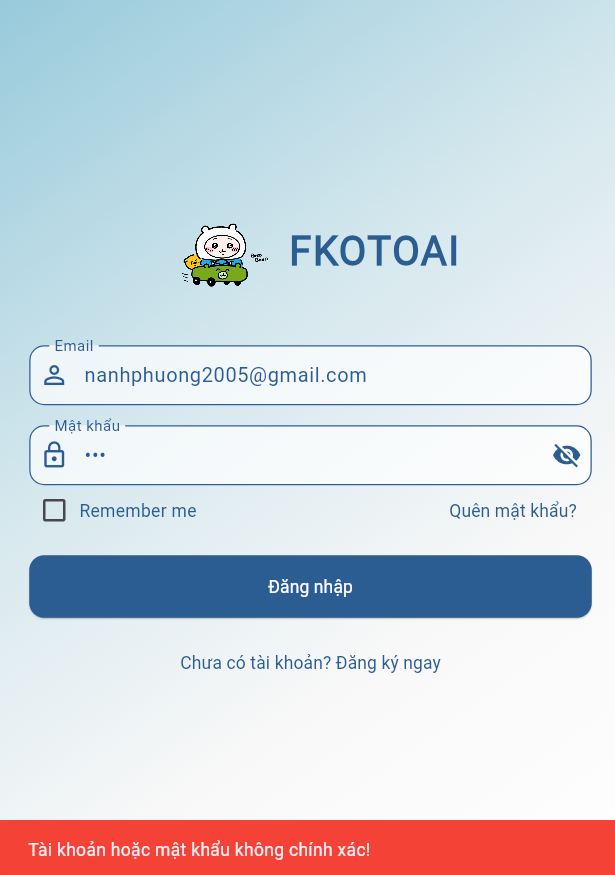 FKOTOAI
Email
nanhphuong2005@gmail.com
Mật khẩu
•••
Remember me
Quên mật khẩu?
Đăng nhập
Chưa có tài khoản? Đăng ký ngay
Tài khoản hoặc mật khẩu không chính xác!